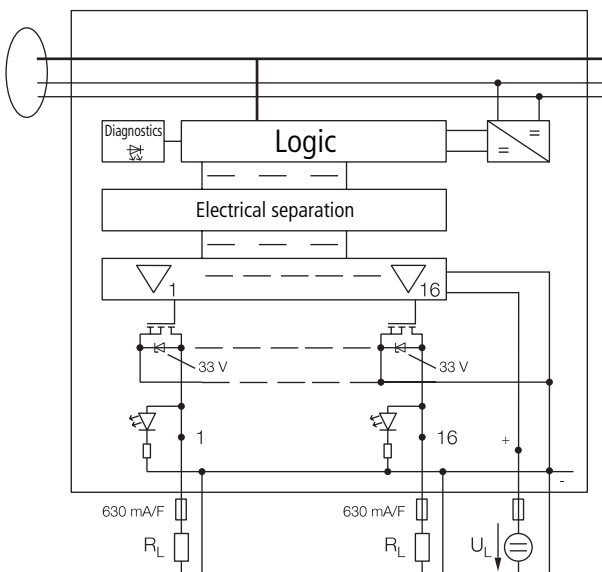 Diagnostics
Logic
=
=
Electrical separation
1
16
33 V
33 V
1
16
+
-
630 mA/F
630 mA/F
RL
RL
UL